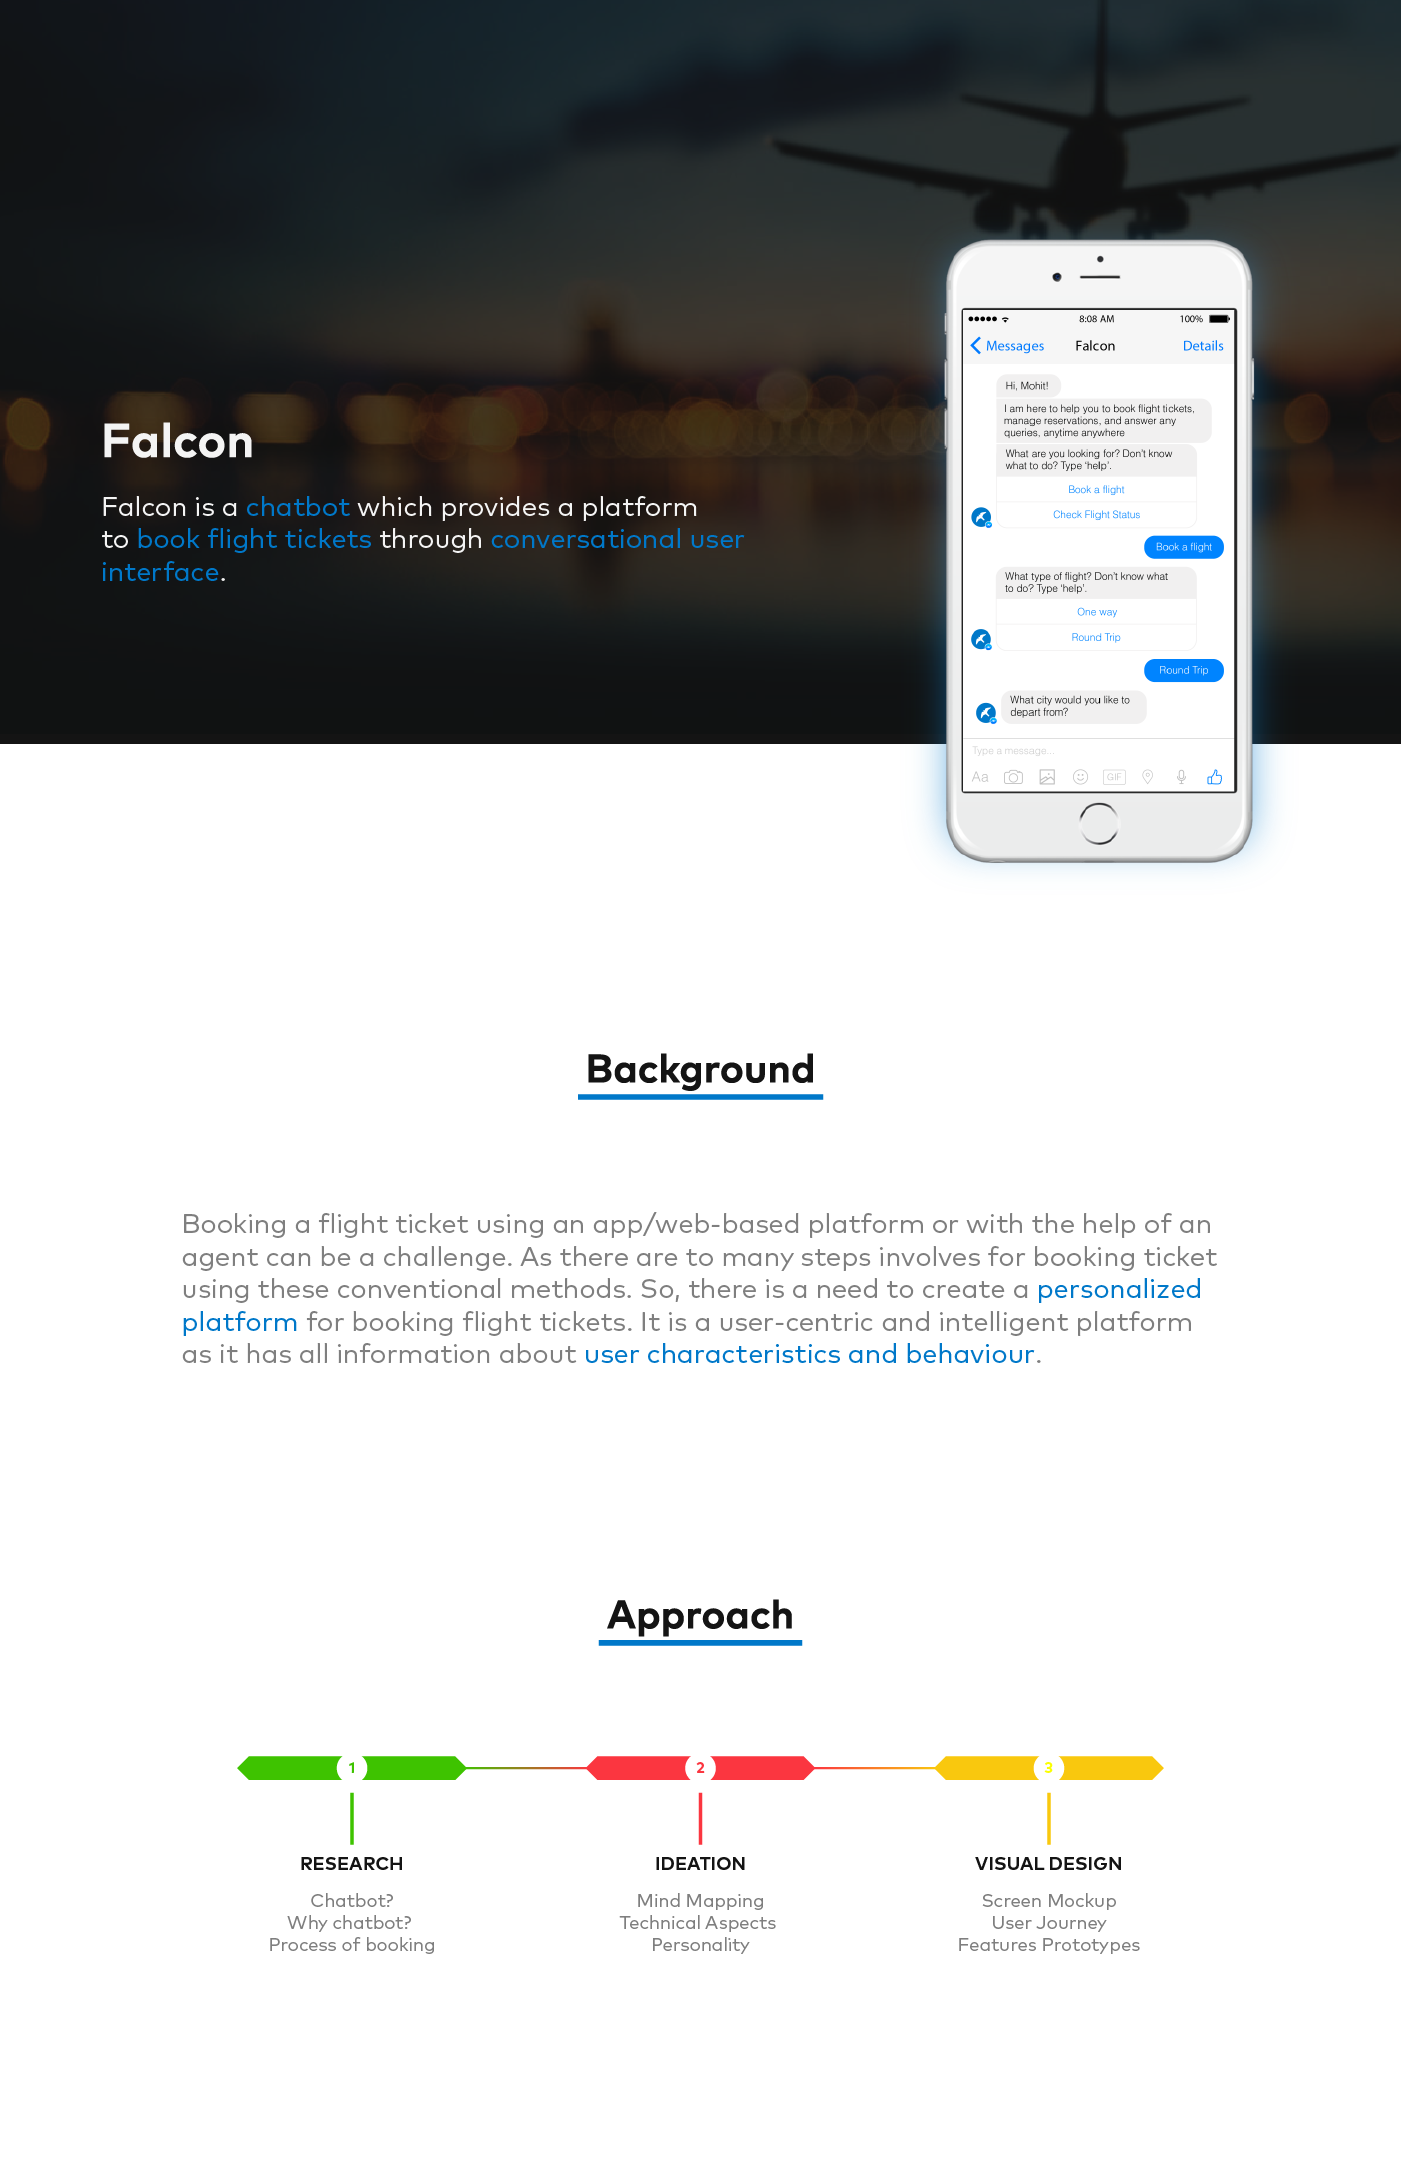 Falcon
Falcon is a chatbot which provides a platform
to book flight tickets through conversational user
interface.
8:08 AM
100%
Messages
Falcon
Details
Hi, Mohit!
I am here to help you to book flight tickets,
manage reservations, and answer any
queries, anytime anywhere
What are you looking for? Don't know
what to do? Type 'help'.
Book a flight
Check Flight Status
Book a flight
What type of flight? Don't know what
to do? Type 'help'.
One way
Round Trip
Round Trip
What city would you like to
depart from?
Type a message...
Aa
GIF
Background
Booking a flight ticket using an app/web-based platform or with the help of an
agent can be a challenge. As there are to many steps involves for booking ticket
using these conventional methods. So, there is a need to create a personalized
platform for booking flight tickets. It is a user-centric and intelligent platform
as it has all information about user characteristics and behaviour.
Approach
1
2
3
RESEARCH
Chatbot?
Why chatbot?
Process of booking
IDEATION
Mind Mapping
Technical Aspects
Personality
VISUAL DESIGN
Screen Mockup
User Journey
Features Prototypes